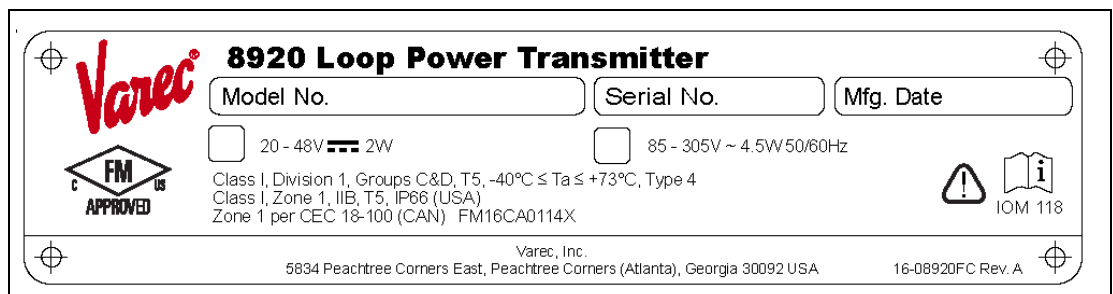 Varec®
8920 Loop Power Transmitter
Model No.
Serial No.
Mfg. Date
20 - 48V 2W
85 - 305V ~ 4.5W 50/60Hz
FM
C US
APPROVED
Class I, Division 1, Groups C&D, T5, -40°C ≤ Ta ≤ +73°C, Type 4
Class I, Zone 1, IIB, T5, IP66 (USA)
Zone 1 per CEC 18-100 (CAN) FM16CA0114X
i
IOM 118
Varec, Inc.
5834 Peachtree Corners East, Peachtree Corners (Atlanta), Georgia 30092 USA
16-08920FC Rev. A